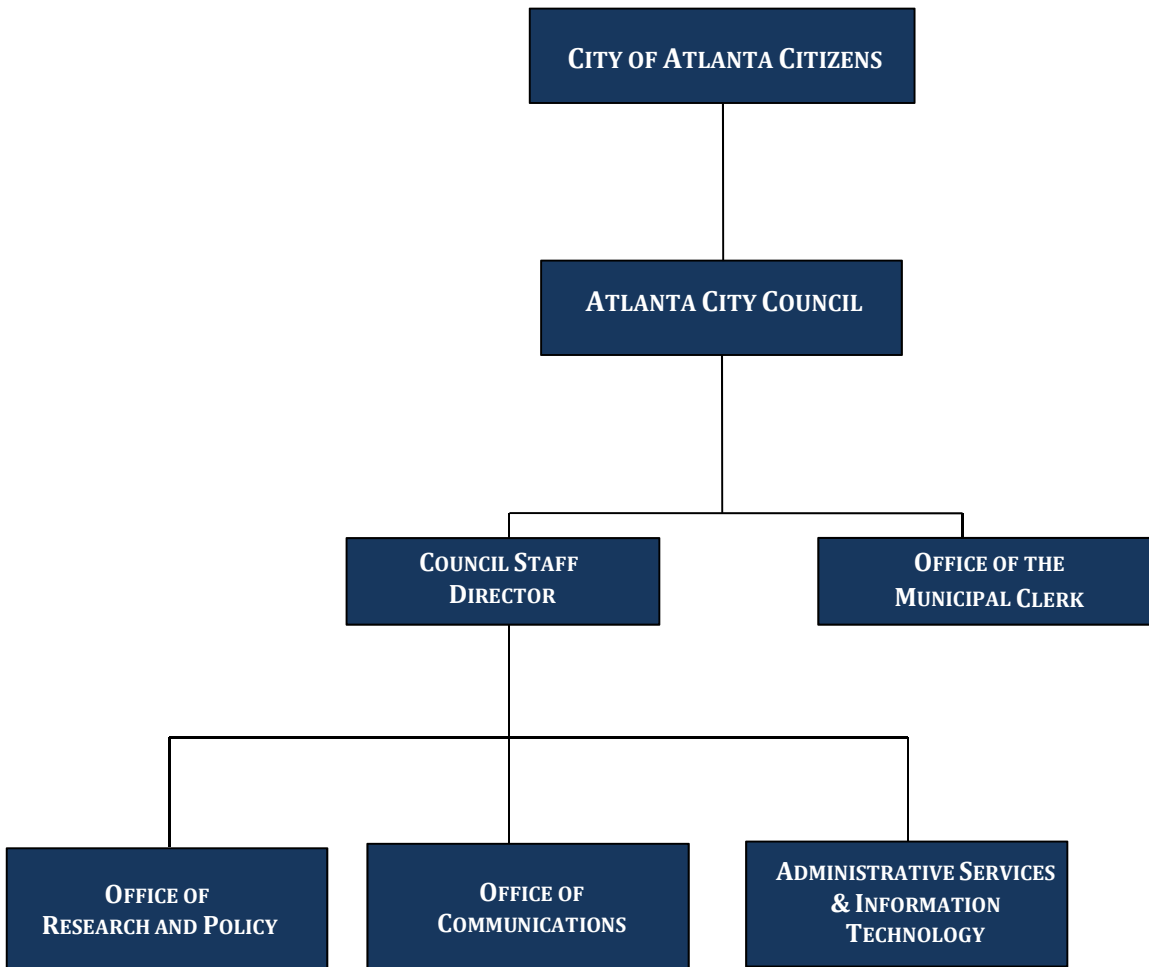 CITY OF ATLANTA CITIZENS
ATLANTA CITY COUNCIL
COUNCIL STAFF
DIRECTOR
OFFICE OF THE
MUNICIPAL CLERK
OFFICE OF
RESEARCH AND POLICY
OFFICE OF
COMMUNICATIONS
ADMINISTRATIVE SERVICES
& INFORMATION
TECHNOLOGY